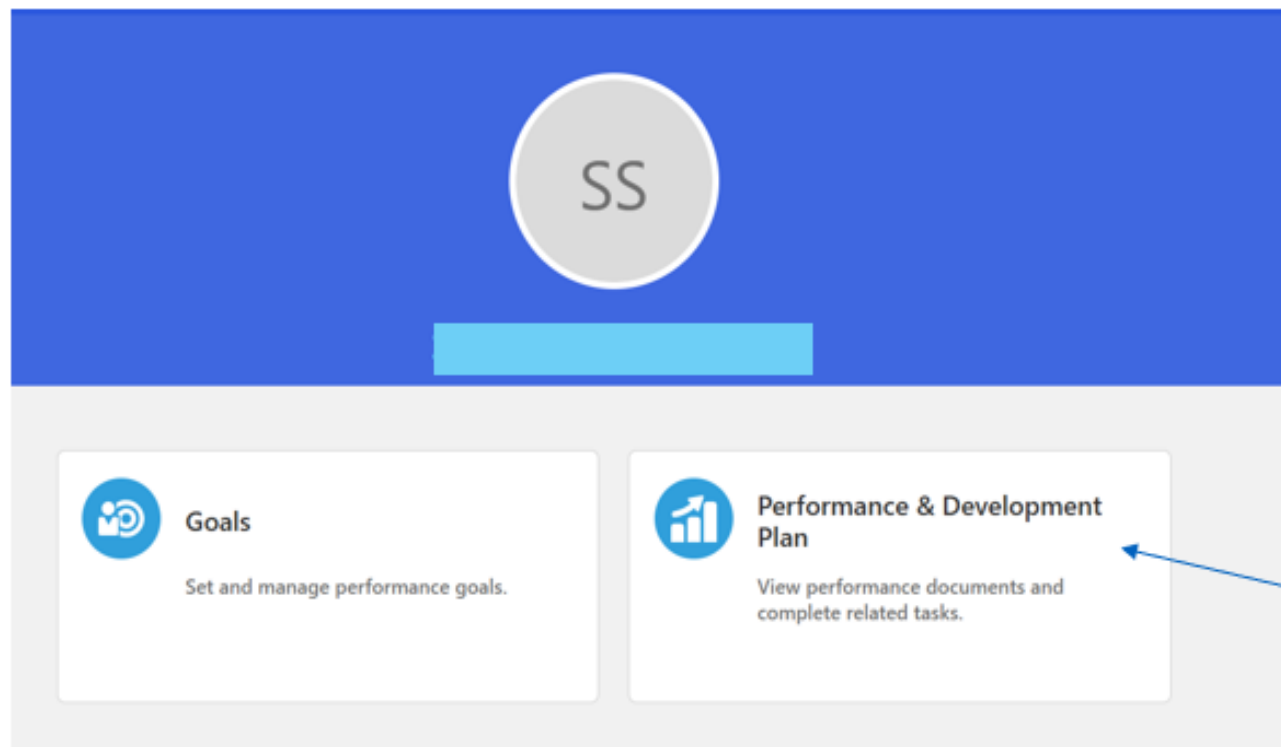 SS
Goals
Set and manage performance goals.
Performance & Development
Plan
View performance documents and
complete related tasks.